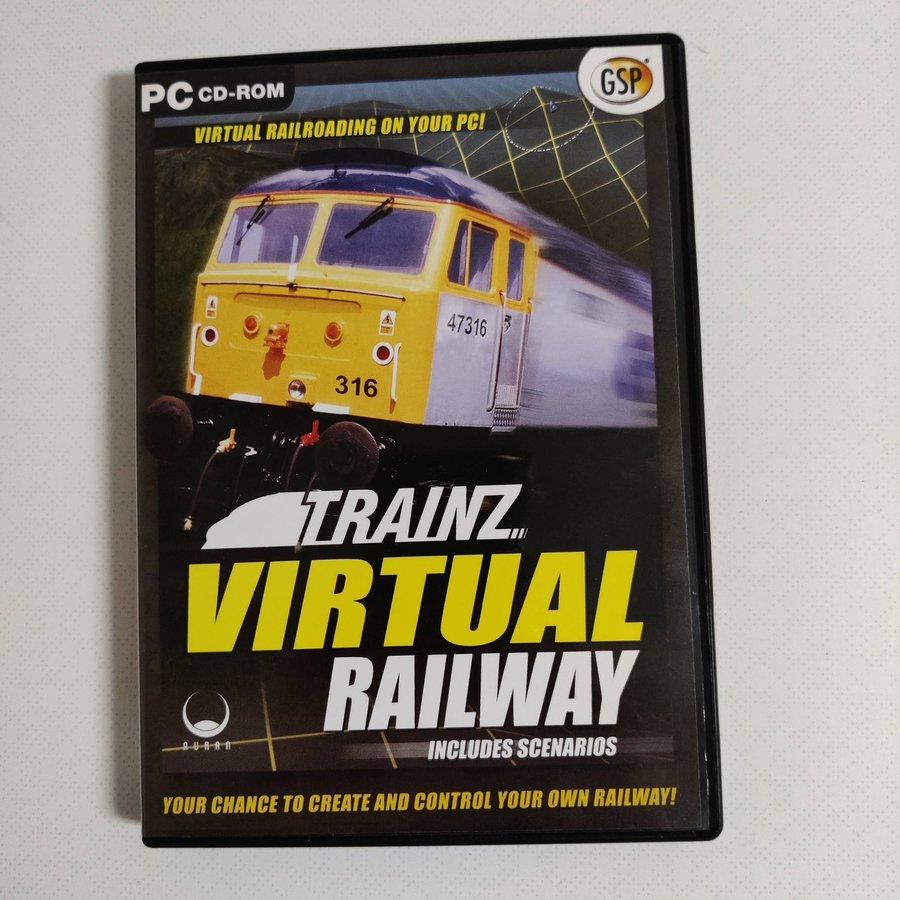 PC CD-ROM
GSP
VIRTUAL RAILROADING ON YOUR PC!
47316
316
TRAINZ
VIRTUAL
RAILWAY
AURAN
INCLUDES SCENARIOS
YOUR CHANCE TO CREATE AND CONTROL YOUR OWN RAILWAY!